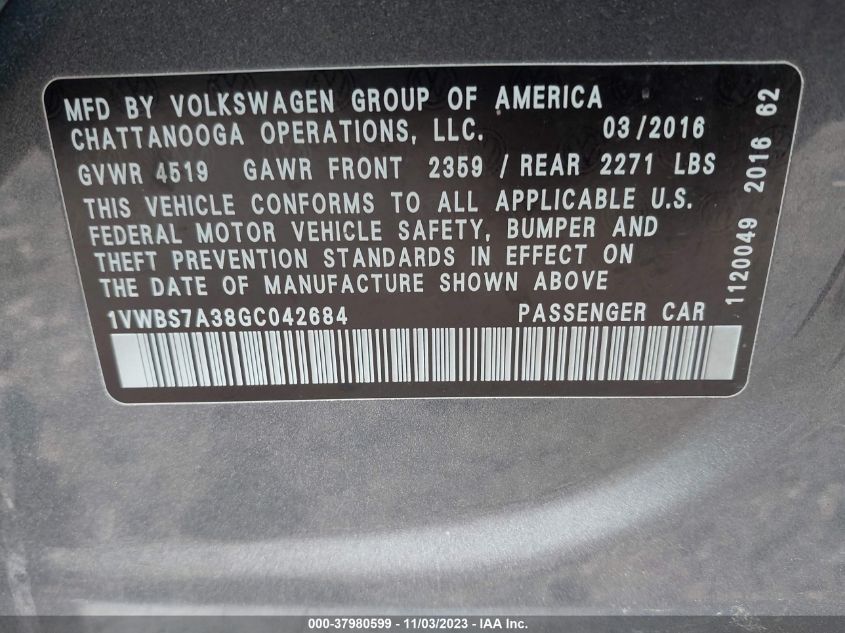 MFD BY VOLKSWAGEN GROUP OF AMERICA
CHATTANOOGA OPERATIONS, LLC. 03/2016
GVWR 4519 GAWR FRONT 2359 / REAR 2271 LBS
THIS VEHICLE CONFORMS TO ALL APPLICABLE U.S.
FEDERAL MOTOR VEHICLE SAFETY, BUMPER AND
THEFT PREVENTION STANDARDS IN EFFECT ON
THE DATE OF MANUFACTURE SHOWN ABOVE
1VWBS7A38GC042684 PASSENGER CAR
1120049 2016 62
000-37980599 - 11/03/2023 - IAA Inc.